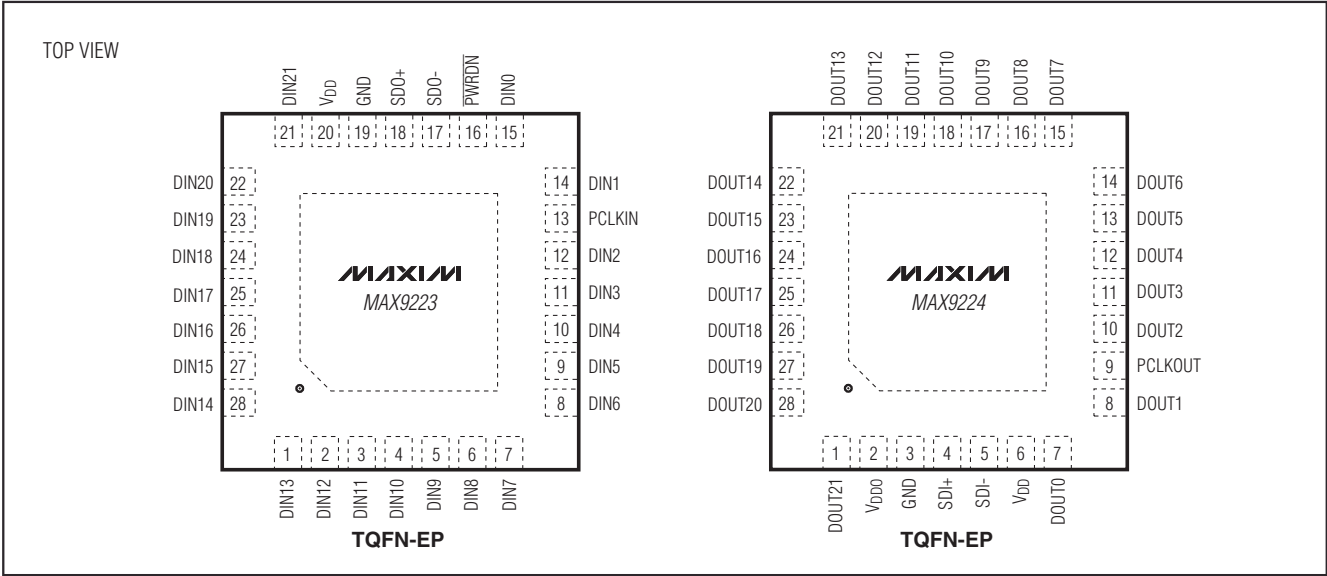 TOP VIEW
DIN21
VDD
GND
SDO+
SDO-
PWRDN
DIN0
21 20 19 18 17 16 15
DIN20 22
DIN19 23
DIN18 24
DIN17 25
DIN16 26
DIN15 27
DIN14 28
14 DIN1
13 PCLKIN
12 DIN2
11 DIN3
10 DIN4
9 DIN5
8 DIN6
MAXIM
MAX9223
1 2 3 4 5 6 7
DIN13
DIN12
DIN11
DIN10
DIN9
DIN8
DIN7
TQFN-EP
DOUT13
DOUT12
DOUT11
DOUT10
DOUT9
DOUT8
DOUT7
21 20 19 18 17 16 15
DOUT14 22
DOUT15 23
DOUT16 24
DOUT17 25
DOUT18 26
DOUT19 27
DOUT20 28
14 DOUT6
13 DOUT5
12 DOUT4
11 DOUT3
10 DOUT2
9 PCLKOUT
8 DOUT1
MAXIM
MAX9224
1 2 3 4 5 6 7
DOUT21
VDDO
GND
SDI+
SDI-
VDD
DOUT0
TQFN-EP